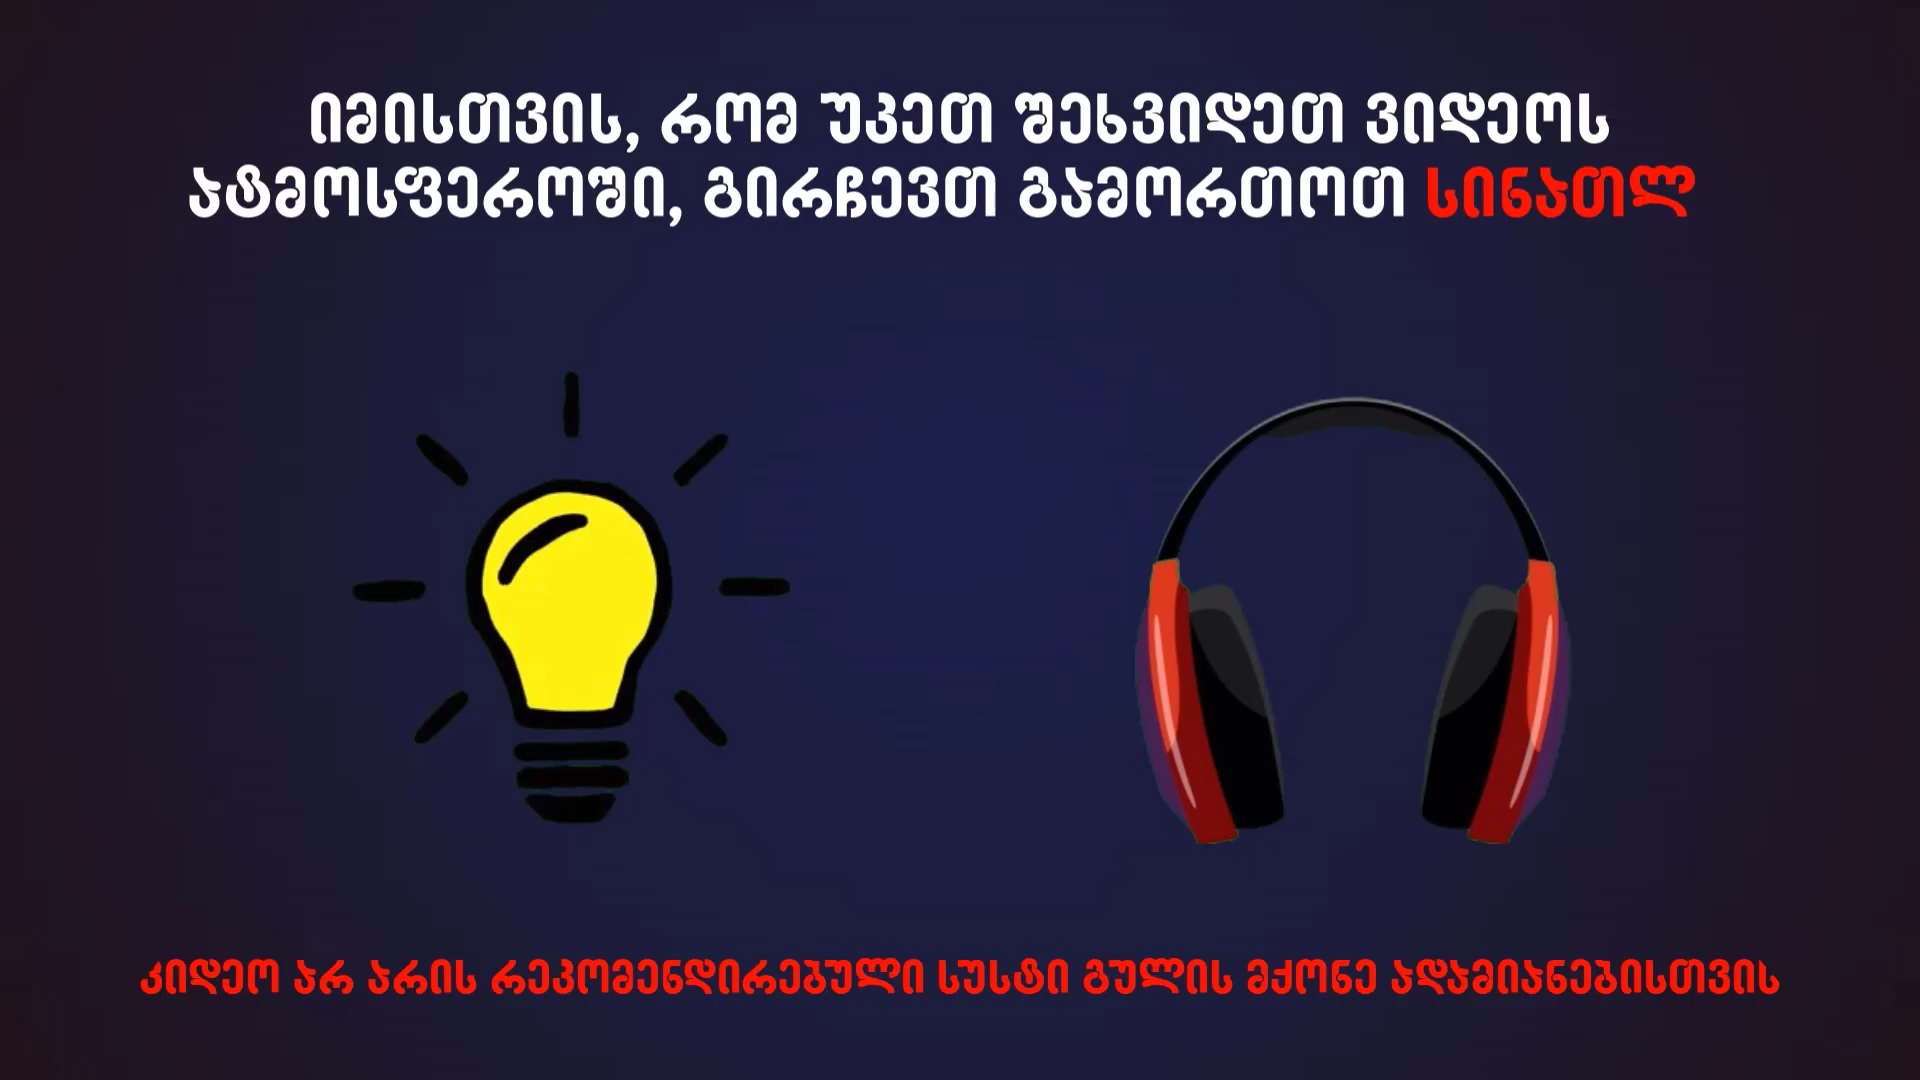 იმისთვის, რომ უკეთ შეხვიდეთ ვიდეოს
ატმოსფეროში, გირჩევთ გამორთოთ სინათლ
კიდეო არ არის რეკომენდირებული სუსტი გულის მქონე ადამიანებისთვის